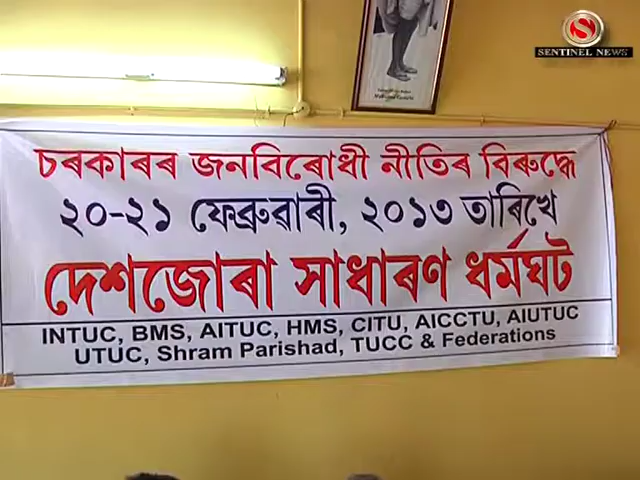 SENTINEL NEWS
চৰকাৰৰ জনবিৰোধী নীতিৰ বিৰুদ্ধে
২০-২১ ফেব্ৰুৱাৰী, ২০১৩ তাৰিখে
দেশজোৰা সাধাৰণ ধৰ্মঘট
INTUC, BMS, AITUC, HMS, CITU, AICCTU, AIUTUC
UTUC, Shram Parishad, TUCC & Federations